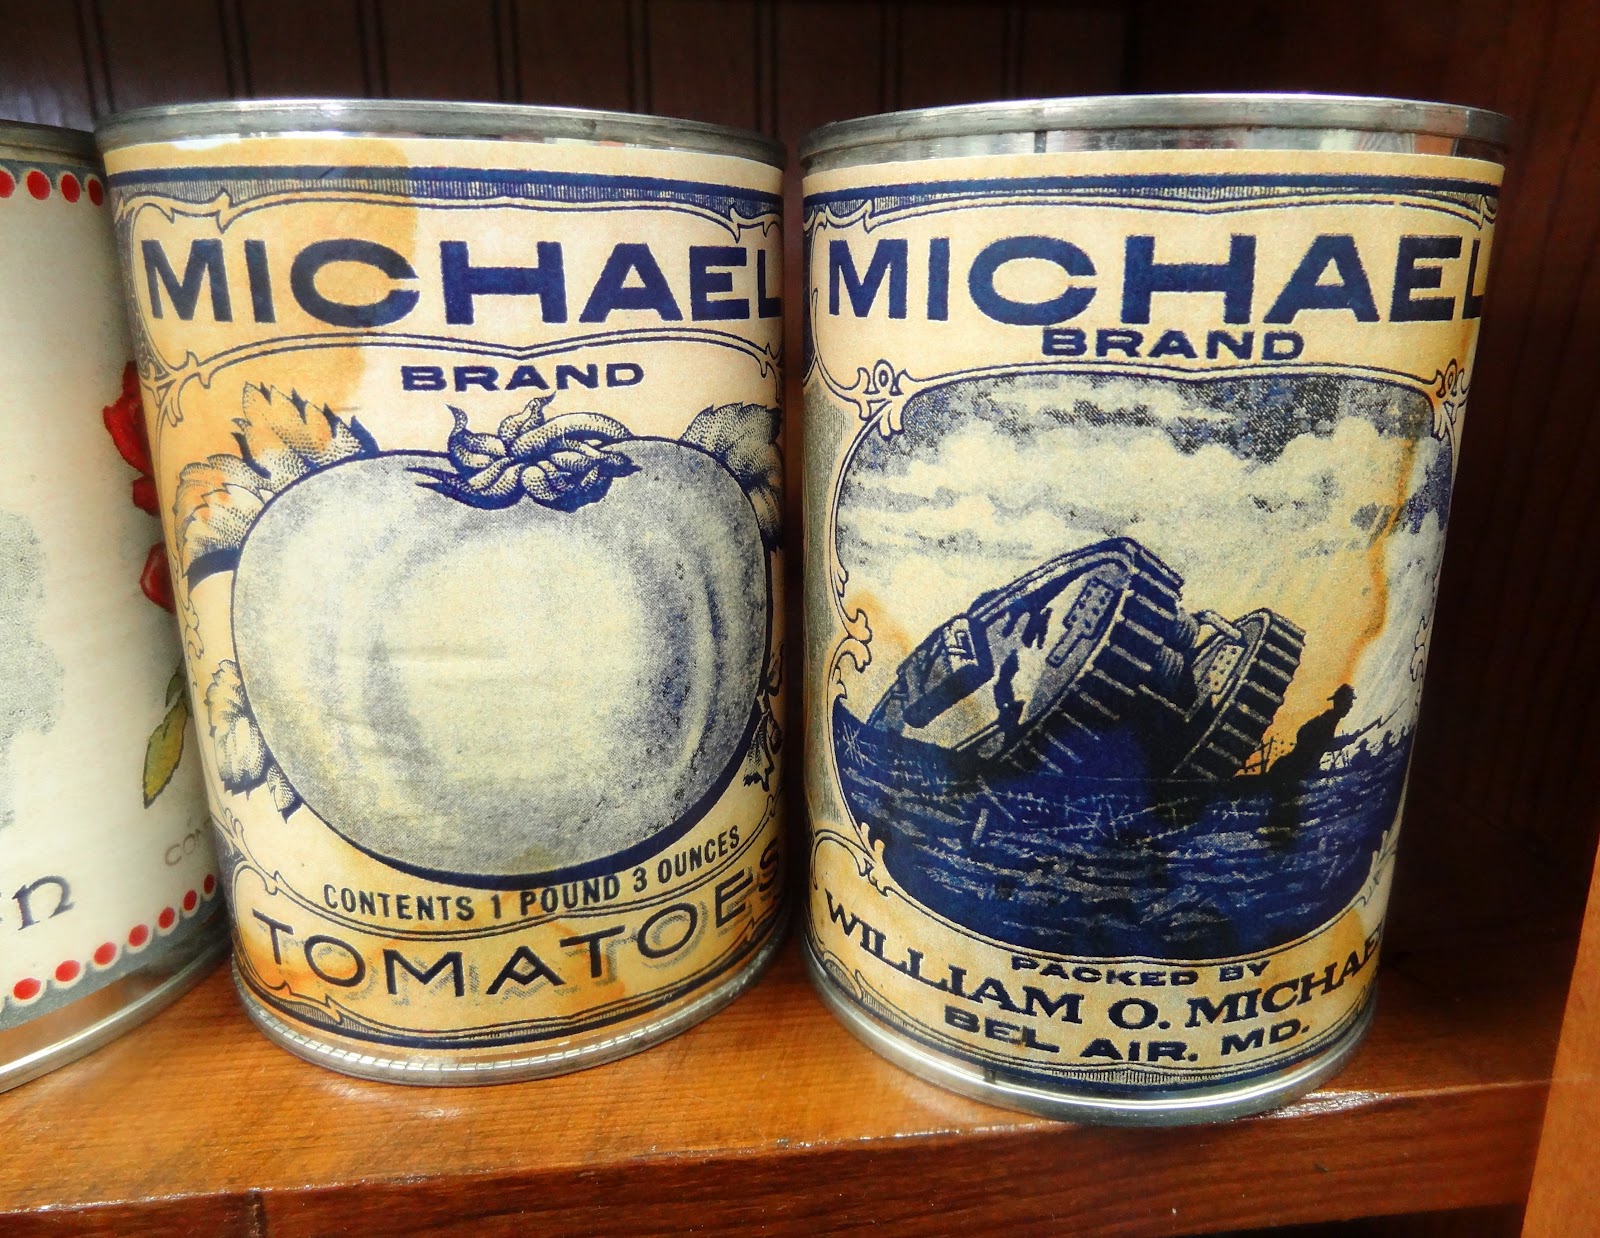 MICHAEL
BRAND
CONTENTS 1 POUND 3 OUNCES
TOMATOES
MICHAEL
BRAND
PACKED BY
WILLIAM O. MICHAEL
BEL AIR. MD.